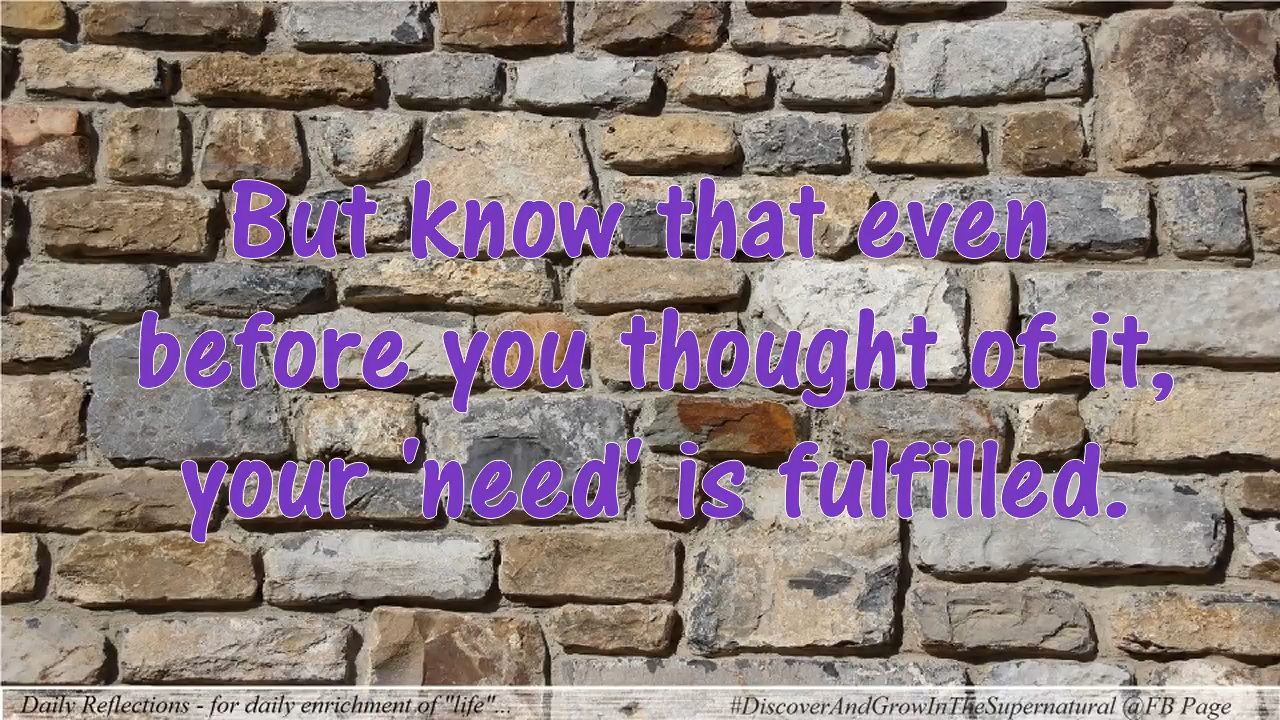 But know that even
before you thought of it,
your 'need' is fulfilled.
Daily Reflections - for daily enrichment of "life"...
#DiscoverAndGrowInTheSupernatural @FB Page